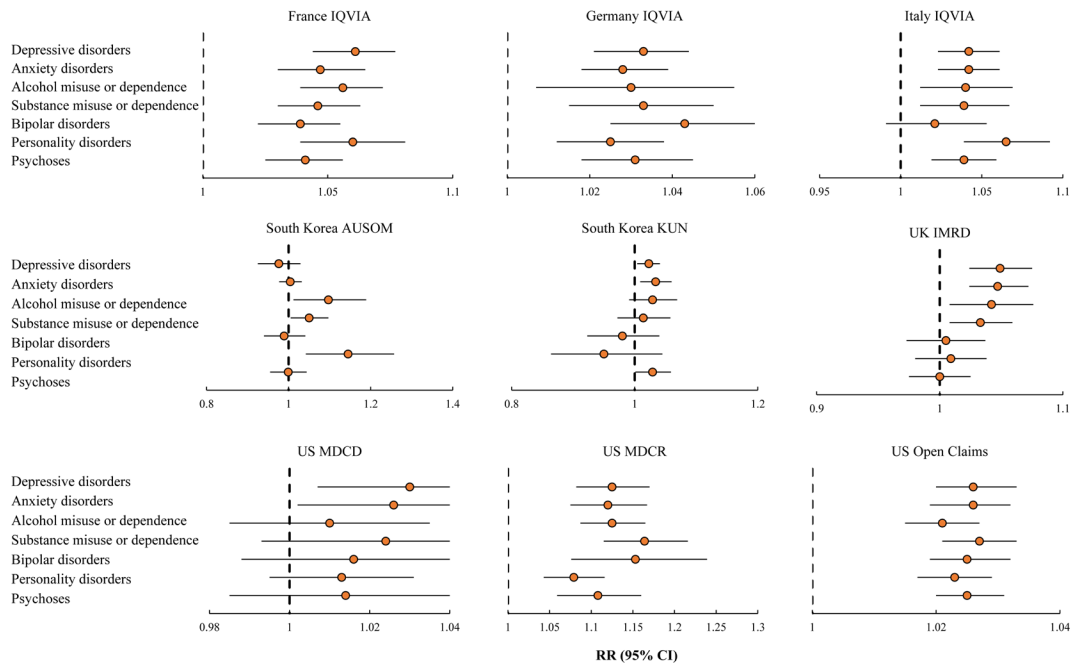 France IQVIA Germany IQVIA Italy IQVIA
Depressive disorders
Anxiety disorders
Alcohol misuse or dependence
Substance misuse or dependence
Bipolar disorders
Personality disorders
Psychoses
1 1.05 1.1 1 1.02 1.04 1.06 0.95 1 1.05 1.1
South Korea AUSOM South Korea KUN UK IMRD
Depressive disorders
Anxiety disorders
Alcohol misuse or dependence
Substance misuse or dependence
Bipolar disorders
Personality disorders
Psychoses
0.8 1 1.2 1.4 0.8 1 1.2 0.9 1 1.1
US MDCD US MDCR US Open Claims
Depressive disorders
Anxiety disorders
Alcohol misuse or dependence
Substance misuse or dependence
Bipolar disorders
Personality disorders
Psychoses
0.98 1 1.02 1.04 1 1.05 1.1 1.15 1.2 1.25 1.3 1 1.02 1.04
RR (95% CI)